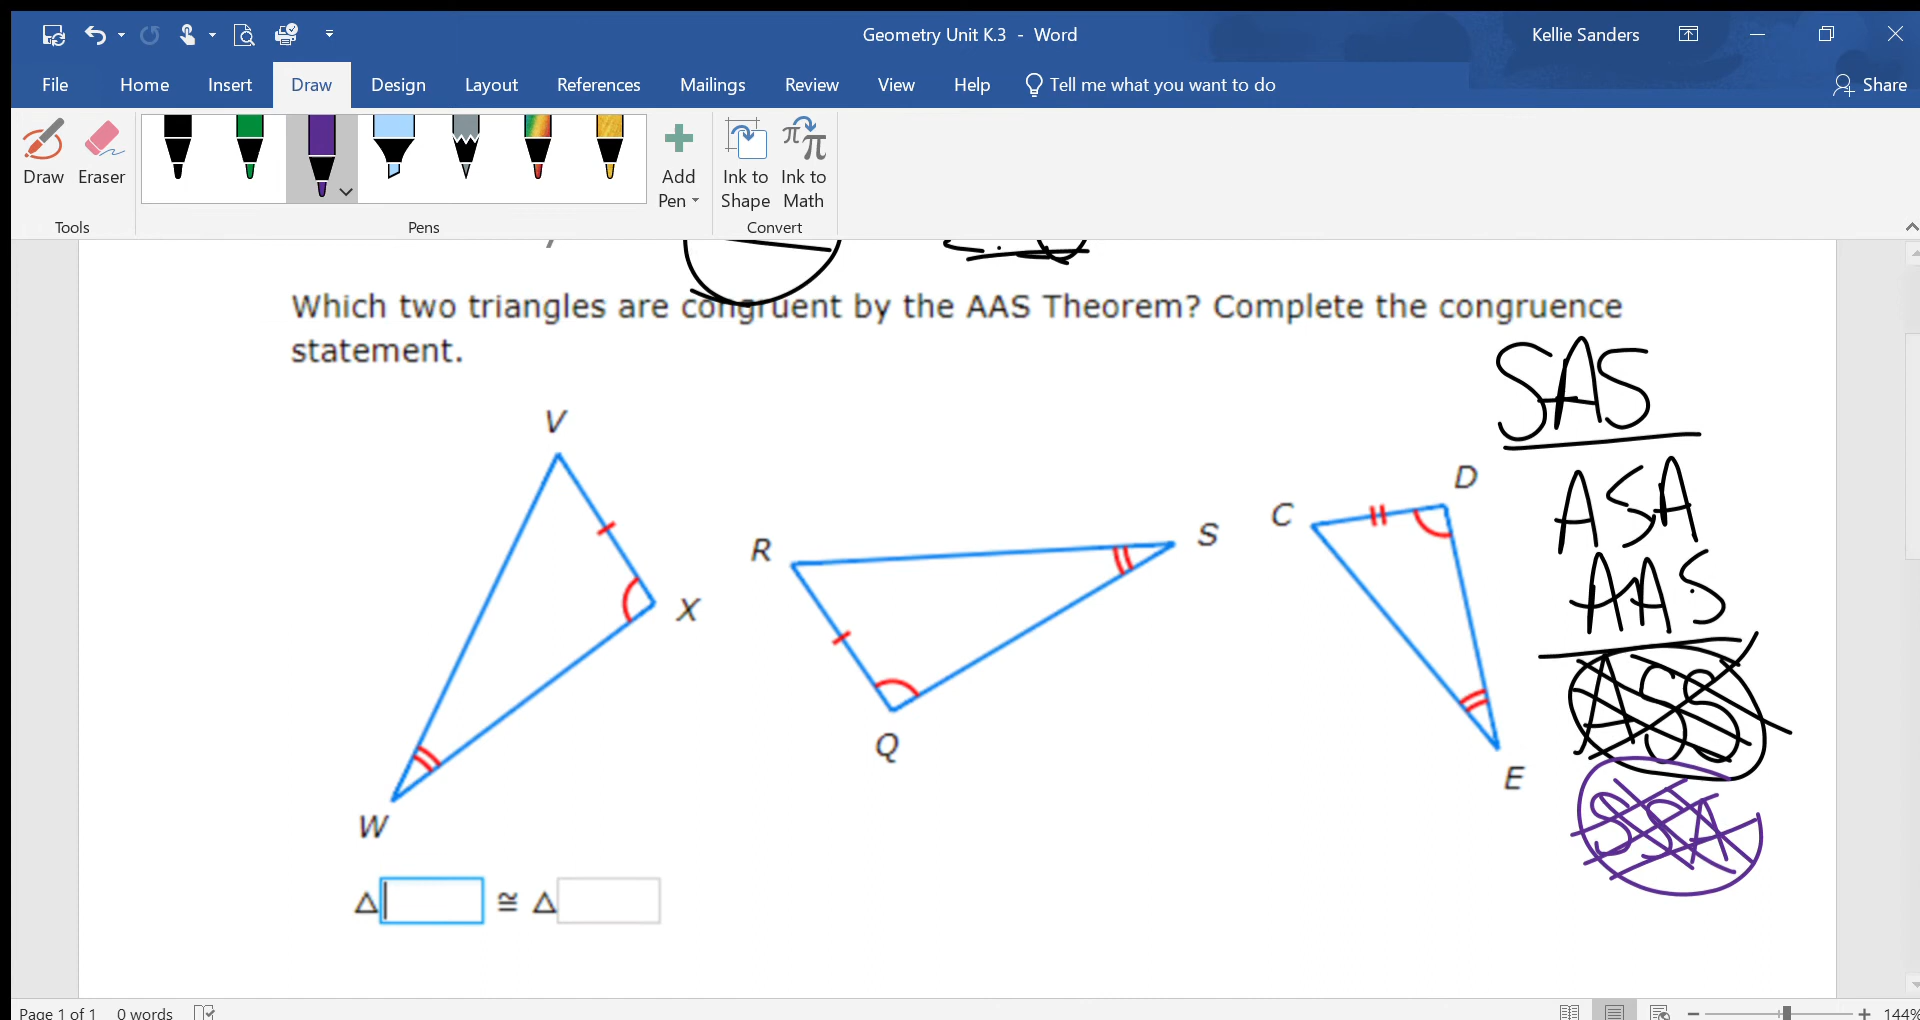 Geometry Unit K.3 - Word
Kellie Sanders
File Home Insert Draw Design Layout References Mailings Review View Help Tell me what you want to do Share
Draw Eraser Add Pen Ink to Shape Ink to Math
Tools Pens Convert
Which two triangles are congruent by the AAS Theorem? Complete the congruence
statement.
SAS
V
D
ASA
C
S
R
X
AAS
ASS
Q
E
SSA
W
△ ≅ △
Page 1 of 1 0 words 144%